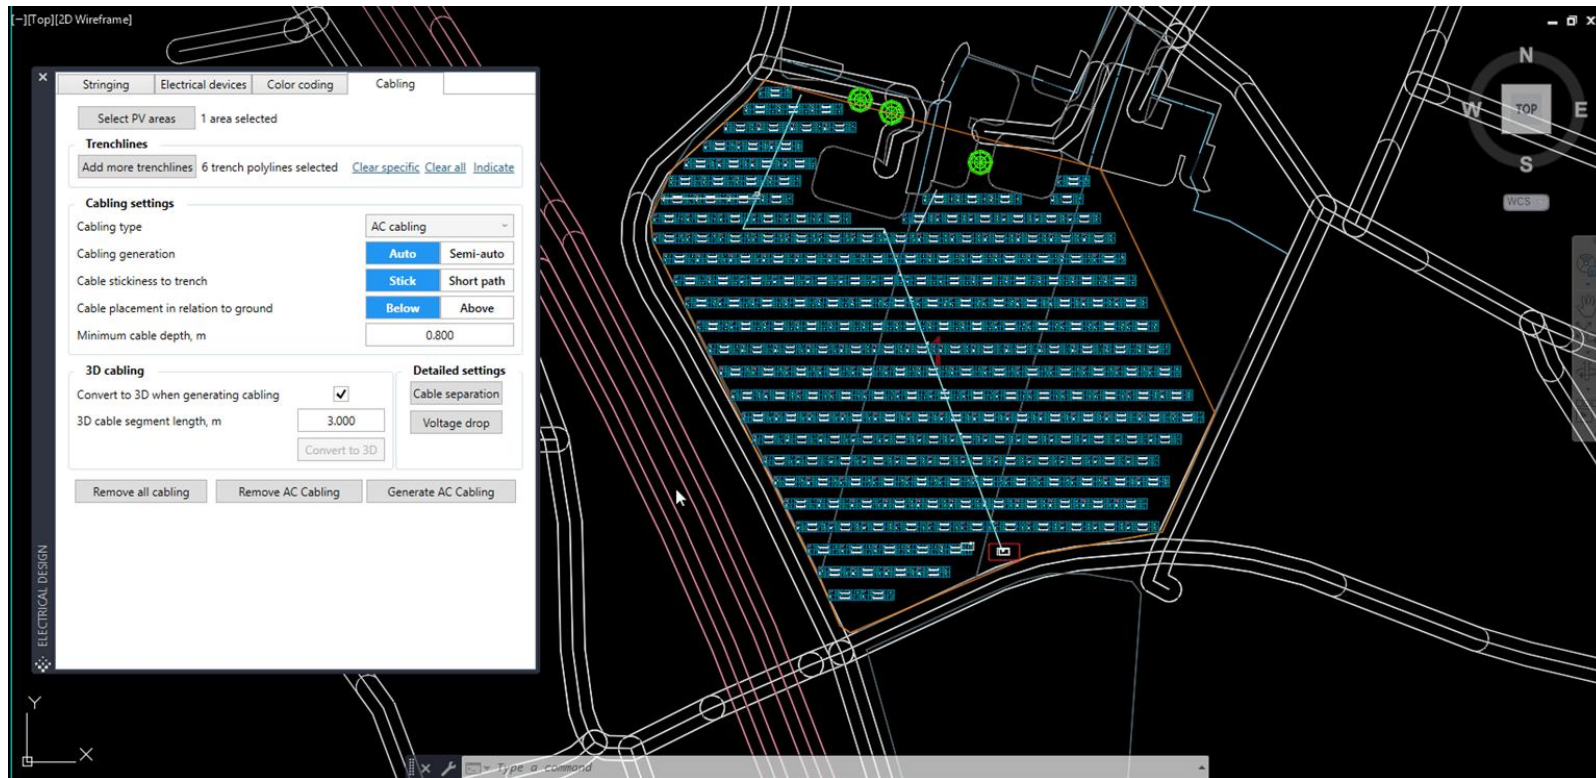 [−][Top][2D Wireframe]
Stringing Electrical devices Color coding Cabling
Select PV areas 1 area selected
Trenchlines
Add more trenchlines 6 trench polylines selected Clear specific Clear all Indicate
Cabling settings
Cabling type AC cabling
Cabling generation Auto Semi-auto
Cable stickiness to trench Stick Short path
Cable placement in relation to ground Below Above
Minimum cable depth, m 0.800
3D cabling Detailed settings
Convert to 3D when generating cabling Cable separation
3D cable segment length, m 3.000 Voltage drop
Convert to 3D
Remove all cabling Remove AC Cabling Generate AC Cabling
ELECTRICAL DESIGN
N
W TOP E
S
WCS
Y
X
Type a command